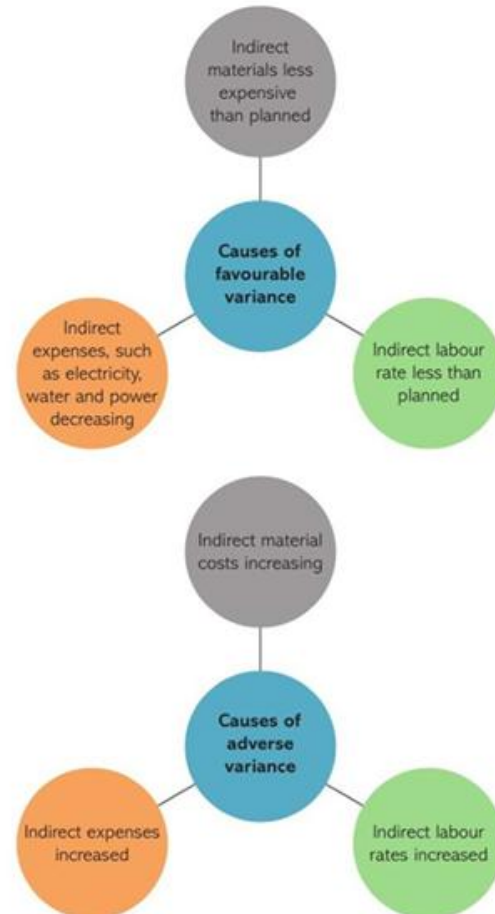 Indirect
materials less
expensive
than planned
Causes of
favourable
variance
Indirect
expenses, such
as electricity,
water and power
decreasing
Indirect labour
rate less than
planned
Indirect material
costs increasing
Causes of
adverse
variance
Indirect expenses
increased
Indirect labour
rates increased